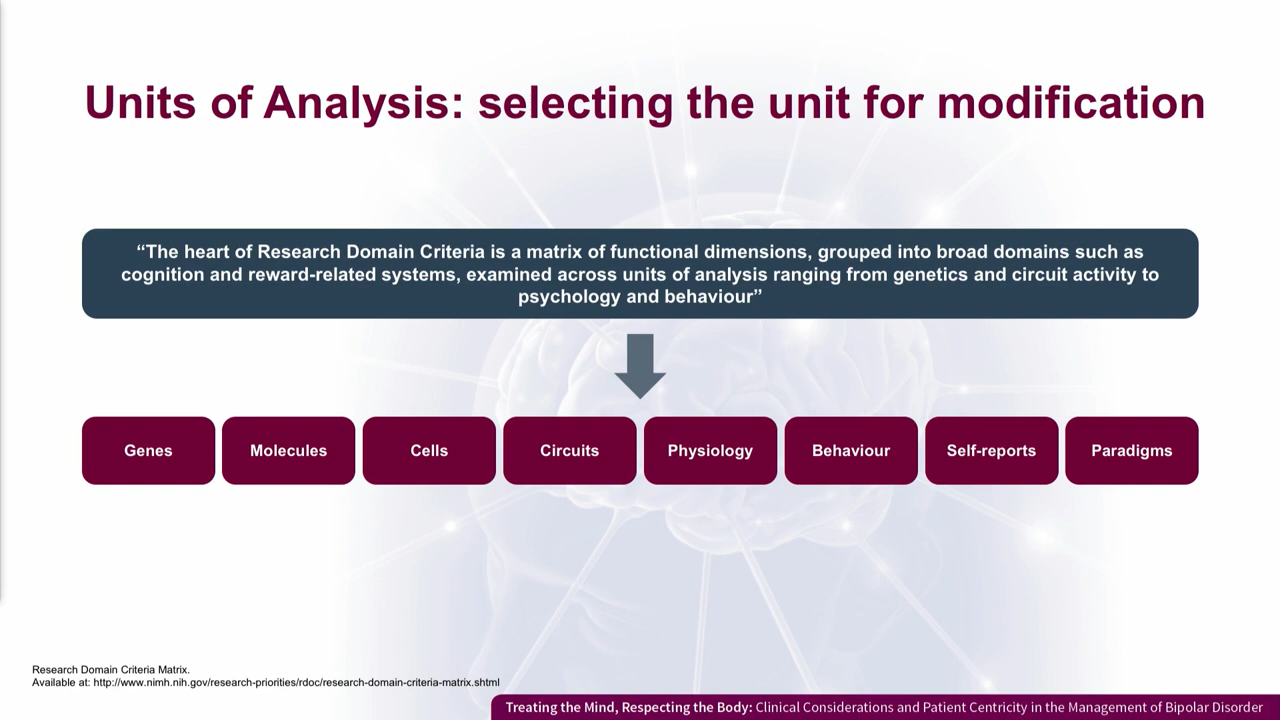 Units of Analysis: selecting the unit for modification
“The heart of Research Domain Criteria is a matrix of functional dimensions, grouped into broad domains such as
cognition and reward-related systems, examined across units of analysis ranging from genetics and circuit activity to
psychology and behaviour”
Genes
Molecules
Cells
Circuits
Physiology
Behaviour
Self-reports
Paradigms
Research Domain Criteria Matrix.
Available at: http://www.nimh.nih.gov/research-priorities/rdoc/research-domain-criteria-matrix.shtml
Treating the Mind, Respecting the Body: Clinical Considerations and Patient Centricity in the Management of Bipolar Disorder